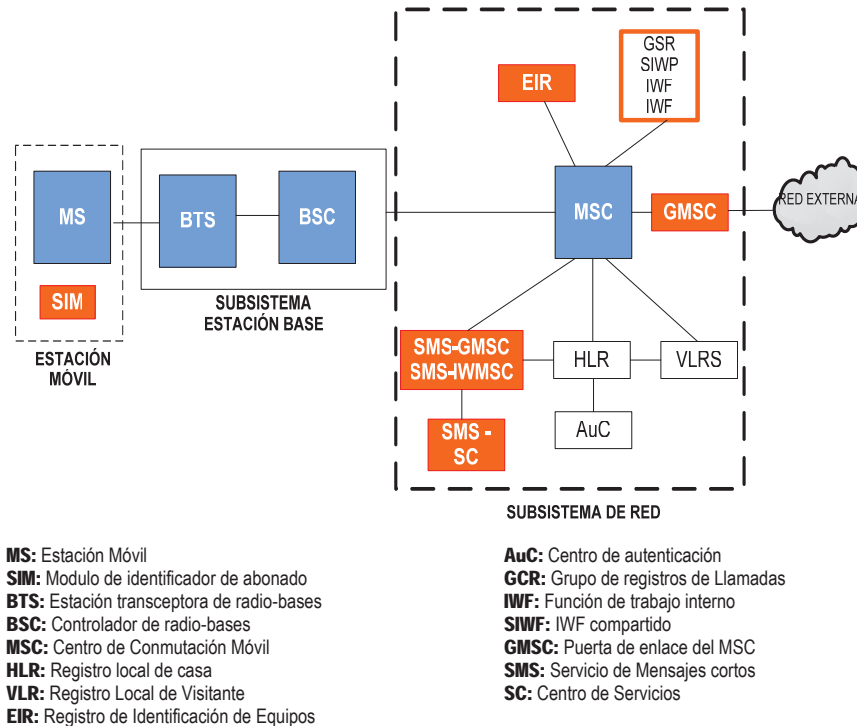 GSR
SIWP
IWF
IWF
EIR
MS
BTS
BSC
MSC
GMSC
RED EXTERNA
SIM
SUBSISTEMA
ESTACIÓN BASE
ESTACIÓN
MÓVIL
SMS-GMSC
SMS-IWMSC
HLR
VLRS
SMS -
SC
AuC
SUBSISTEMA DE RED
MS: Estación Móvil
SIM: Modulo de identificador de abonado
BTS: Estación transceptora de radio-bases
BSC: Controlador de radio-bases
MSC: Centro de Conmutación Móvil
HLR: Registro local de casa
VLR: Registro Local de Visitante
EIR: Registro de Identificación de Equipos
AuC: Centro de autenticación
GCR: Grupo de registros de Llamadas
IWF: Función de trabajo interno
SIWF: IWF compartido
GMSC: Puerta de enlace del MSC
SMS: Servicio de Mensajes cortos
SC: Centro de Servicios